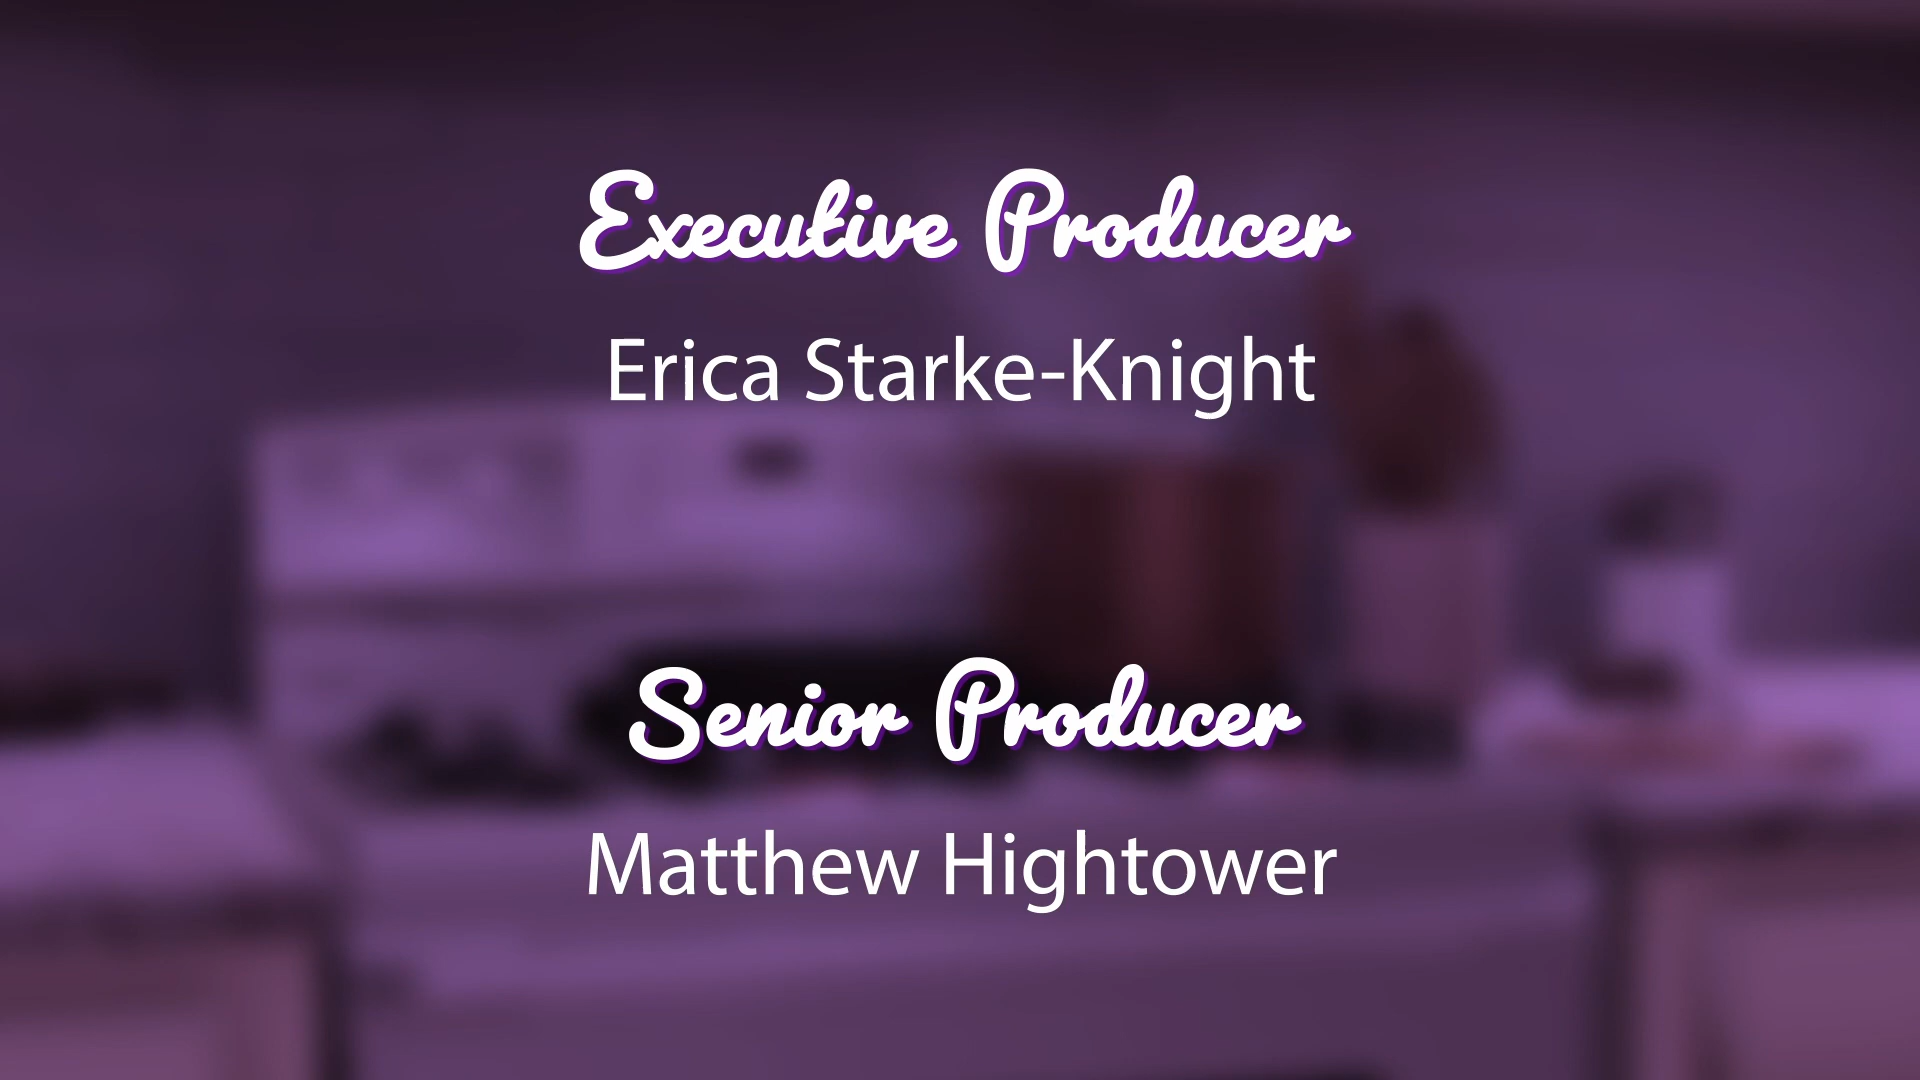 Executive Producer
Erica Starke-Knight
Senior Producer
Matthew Hightower